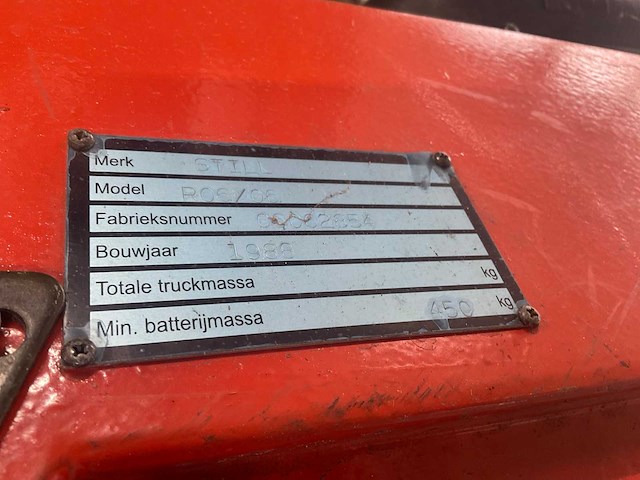 Merk STILL
Model
Fabrieksnummer
Bouwjaar
Totale truckmassa kg
Min. batterijmassa 450 kg